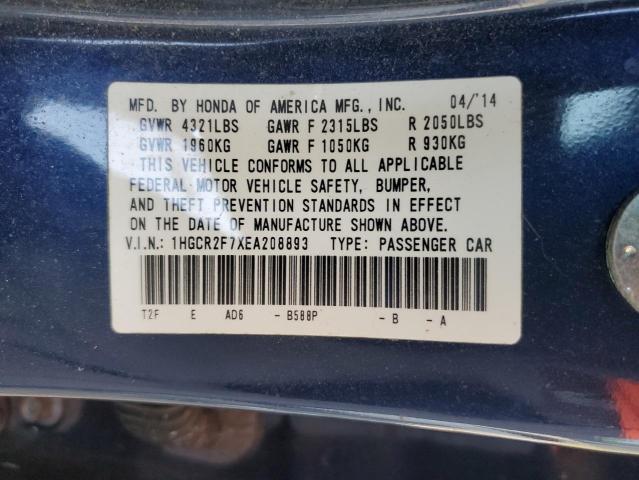 MFD. BY HONDA OF AMERICA MFG., INC. 04/'14
GVWR 4321LBS GAWR F 2315LBS R 2050LBS
GVWR 1960KG GAWR F 1050KG R 930KG
THIS VEHICLE CONFORMS TO ALL APPLICABLE
FEDERAL MOTOR VEHICLE SAFETY, BUMPER,
AND THEFT PREVENTION STANDARDS IN EFFECT
ON THE DATE OF MANUFACTURE SHOWN ABOVE.
V.I.N.: 1HGCR2F7XEA208893 TYPE: PASSENGER CAR
T2F E AD6 - B588P - B - A